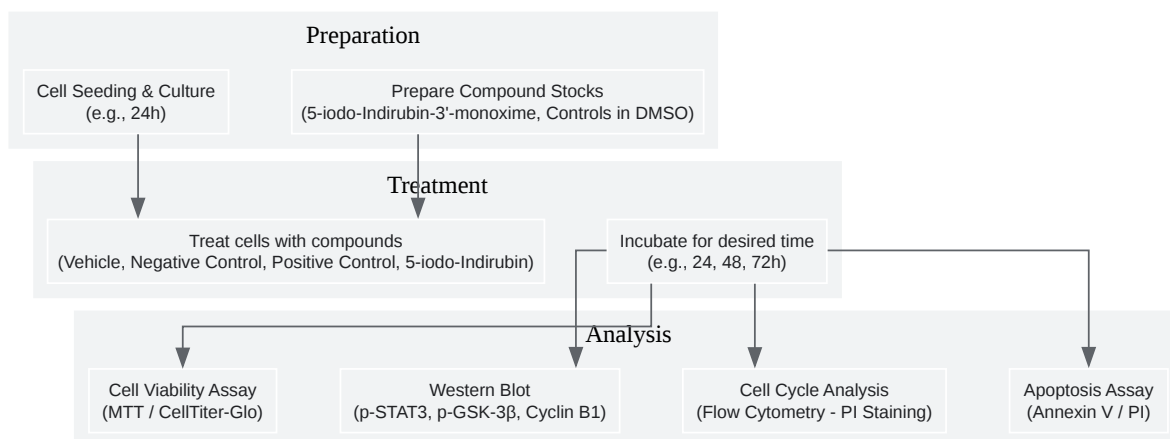 Preparation
Cell Seeding & Culture
(e.g., 24h)
Prepare Compound Stocks
(5-iodo-Indirubin-3'-monoxime, Controls in DMSO)
Treatment
Treat cells with compounds
(Vehicle, Negative Control, Positive Control, 5-iodo-Indirubin)
Incubate for desired time
(e.g., 24, 48, 72h)
Analysis
Cell Viability Assay
(MTT / CellTiter-Glo)
Western Blot
(p-STAT3, p-GSK-3β, Cyclin B1)
Cell Cycle Analysis
(Flow Cytometry - PI Staining)
Apoptosis Assay
(Annexin V / PI)